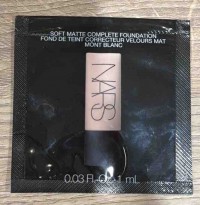 SOFT MATTE COMPLETE FOUNDATION
FOND DE TEINT CORRECTEUR VELOURS MAT
MONT BLANC
NARS
0.03 Fl. Oz. 1 mL